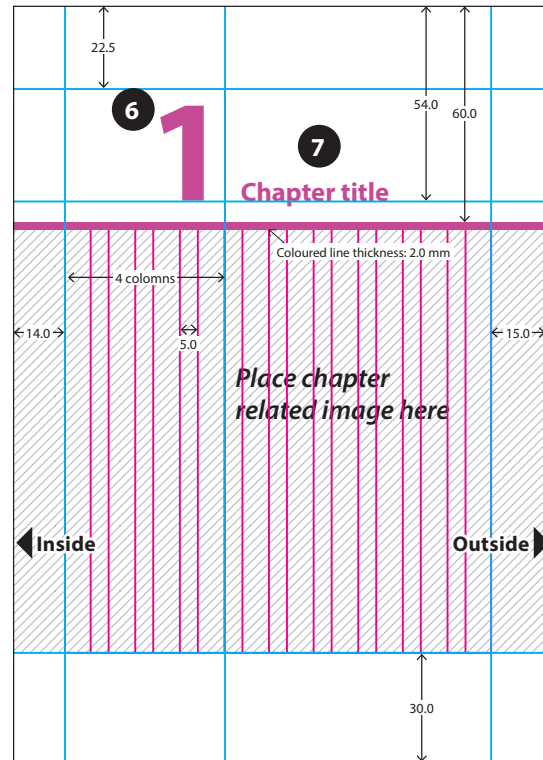 22.5
54.0
60.0
6
1
7
Chapter title
Coloured line thickness: 2.0 mm
4 colomns
14.0
5.0
15.0
Place chapter
related image here
Inside
Outside
30.0